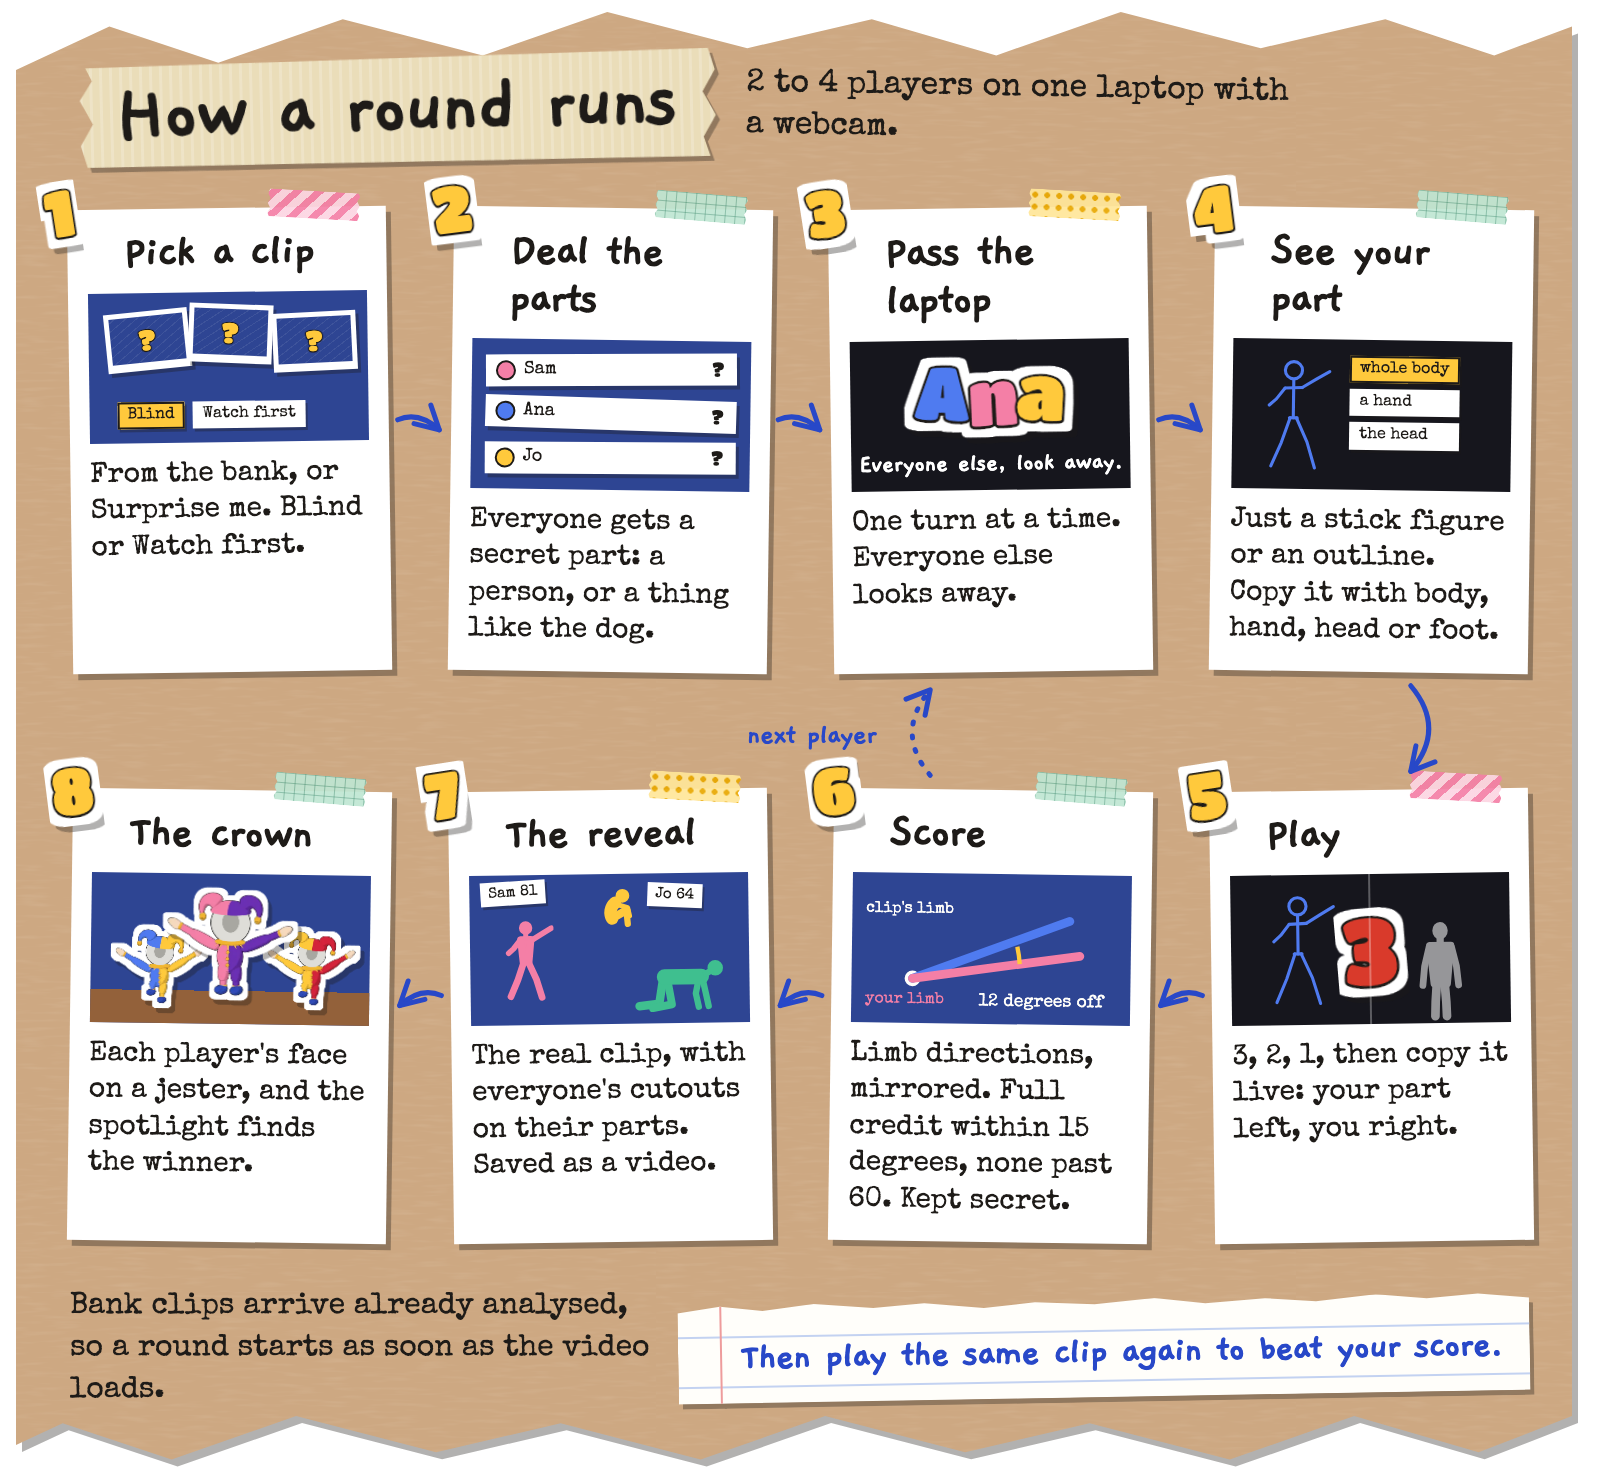 How a round runs
2 to 4 players on one laptop with
a webcam.
1
Pick a clip
? ? ?
Blind Watch first
From the bank, or
Surprise me. Blind
or Watch first.
2
Deal the
parts
Sam ?
Ana ?
Jo ?
Everyone gets a
secret part: a
person, or a thing
like the dog.
3
Pass the
laptop
Ana
Everyone else, look away.
One turn at a time.
Everyone else
looks away.
4
See your
part
whole body
a hand
the head
Just a stick figure
or an outline.
Copy it with body,
hand, head or foot.
next player
5
Play
3
3, 2, 1, then copy it
live: your part
left, you right.
6
Score
clip's limb
your limb 12 degrees off
Limb directions,
mirrored. Full
credit within 15
degrees, none past
60. Kept secret.
7
The reveal
Sam 81
Jo 64
The real clip, with
everyone's cutouts
on their parts.
Saved as a video.
8
The crown
Each player's face
on a jester, and the
spotlight finds
the winner.
Bank clips arrive already analysed,
so a round starts as soon as the video
loads.
Then play the same clip again to beat your score.